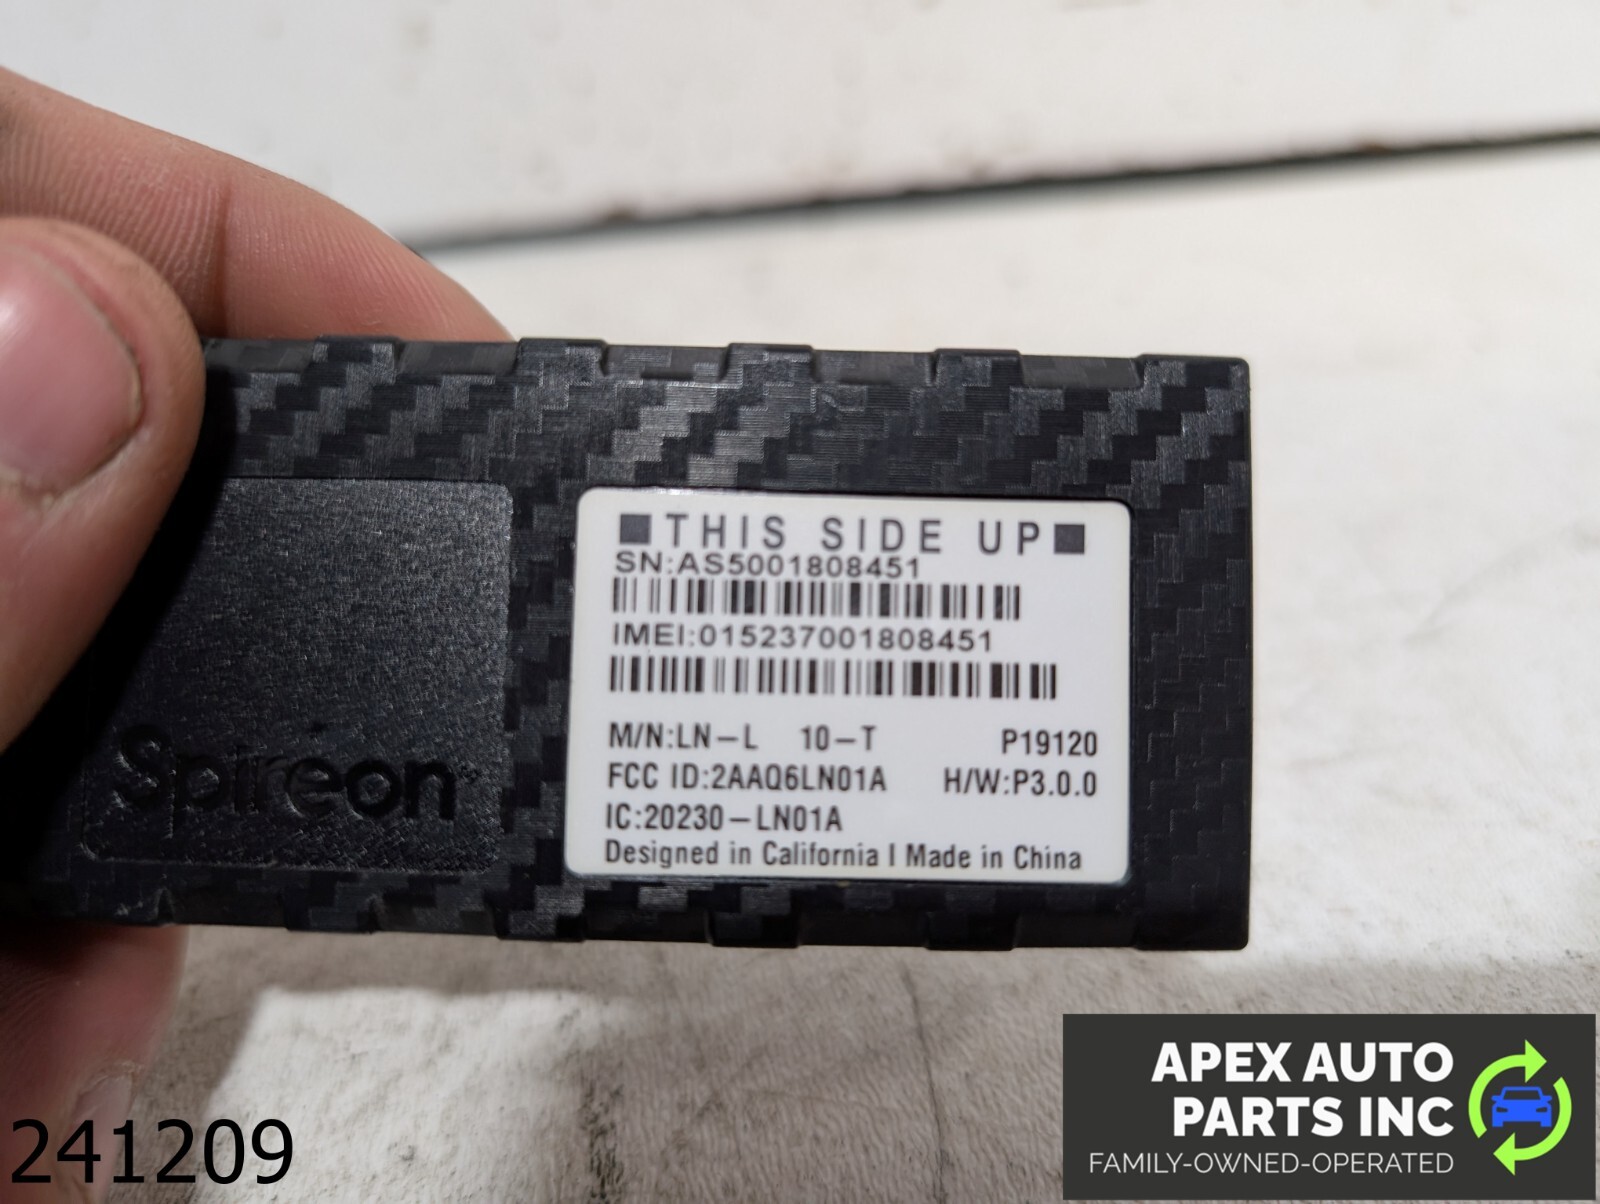 ■THIS SIDE UP■
SN:AS5001808451
IMEI:015237001808451
M/N:LN-L 10-T P19120
FCC ID:2AAQ6LN01A H/W:P3.0.0
IC:20230-LN01A
Designed in California | Made in China
Spireon
241209
APEX AUTO
PARTS INC
FAMILY-OWNED-OPERATED